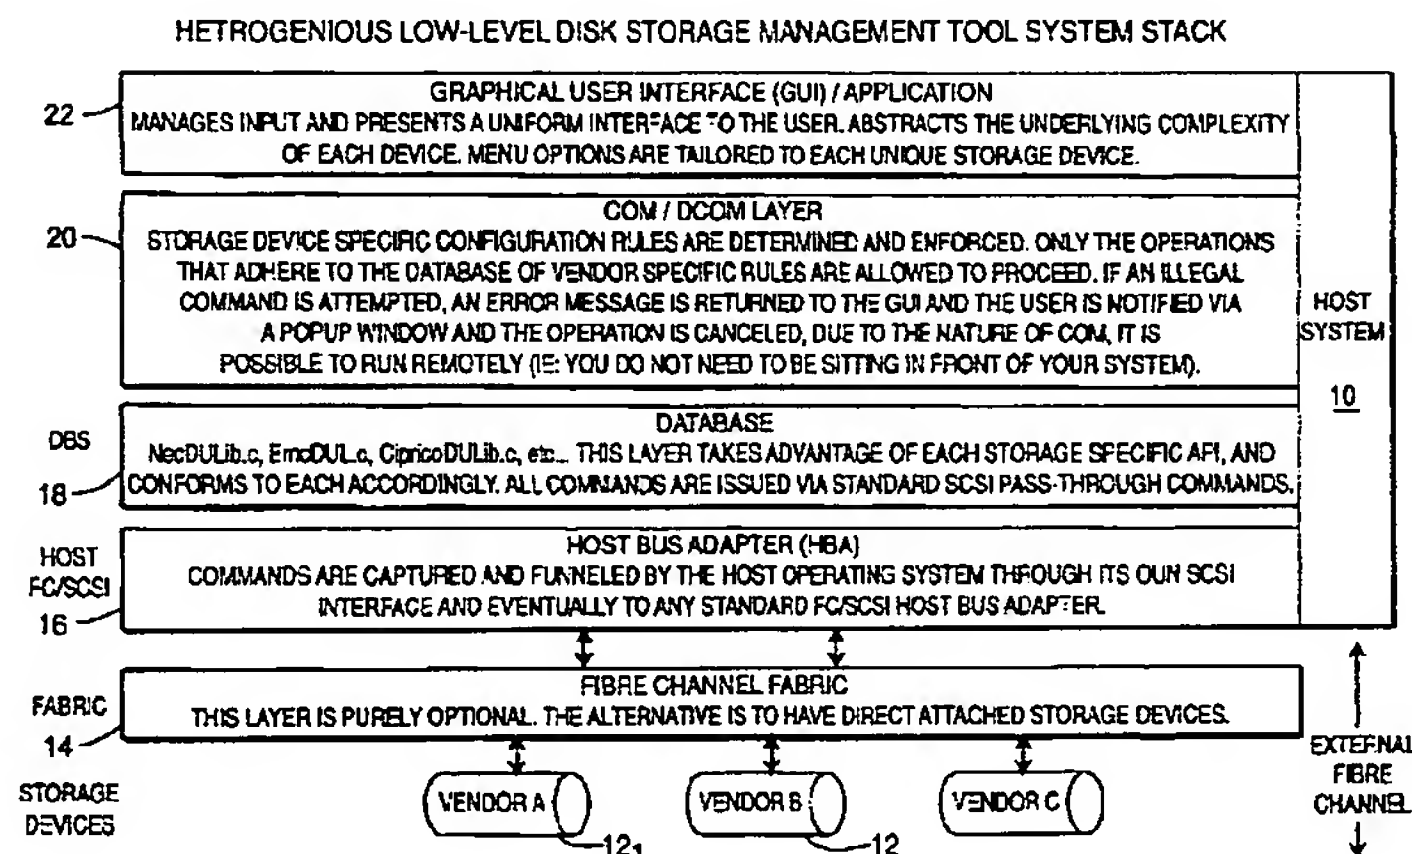 HETROGENIOUS LOW-LEVEL DISK STORAGE MANAGEMENT TOOL SYSTEM STACK
22
GRAPHICAL USER INTERFACE (GUI) / APPLICATION
MANAGES INPUT AND PRESENTS A UNIFORM INTERFACE TO THE USER. ABSTRACTS THE UNDERLYING COMPLEXITY
OF EACH DEVICE. MENU OPTIONS ARE TAILORED TO EACH UNIQUE STORAGE DEVICE.
20
COM / DCOM LAYER
STORAGE DEVICE SPECIFIC CONFIGURATION RULES ARE DETERMINED AND ENFORCED. ONLY THE OPERATIONS
THAT ADHERE TO THE DATABASE OF VENDOR SPECIFIC RULES ARE ALLOWED TO PROCEED. IF AN ILLEGAL
COMMAND IS ATTEMPTED, AN ERROR MESSAGE IS RETURNED TO THE GUI AND THE USER IS NOTIFIED VIA
A POPUP WINDOW AND THE OPERATION IS CANCELED, DUE TO THE NATURE OF COM, IT IS
POSSIBLE TO RUN REMOTELY (IE: YOU DO NOT NEED TO BE SITTING IN FRONT OF YOUR SYSTEM).
HOST
SYSTEM
10
DBS
18
DATABASE
NecDULib.c, EmcDUL.c, CipricoDULib.c, etc... THIS LAYER TAKES ADVANTAGE OF EACH STORAGE SPECIFIC API, AND
CONFORMS TO EACH ACCORDINGLY. ALL COMMANDS ARE ISSUED VIA STANDARD SCSI PASS-THROUGH COMMANDS.
HOST
FC/SCSI
16
HOST BUS ADAPTER (HBA)
COMMANDS ARE CAPTURED AND FUNNELED BY THE HOST OPERATING SYSTEM THROUGH ITS OUN SCSI
INTERFACE AND EVENTUALLY TO ANY STANDARD FC/SCSI HOST BUS ADAPTER.
FABRIC
14
FIBRE CHANNEL FABRIC
THIS LAYER IS PURELY OPTIONAL. THE ALTERNATIVE IS TO HAVE DIRECT ATTACHED STORAGE DEVICES.
EXTERNAL
FIBRE
CHANNEL
STORAGE
DEVICES
VENDOR A
VENDOR B
VENDOR C
12₁
12